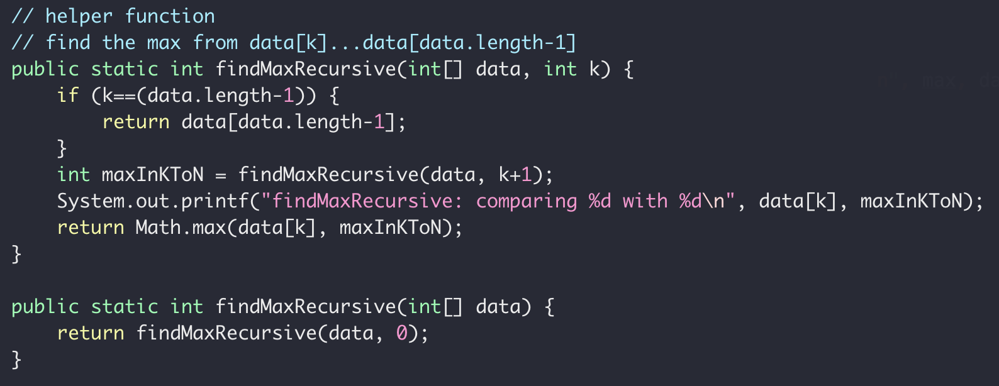 // helper function
// find the max from data[k]...data[data.length-1]
public static int findMaxRecursive(int[] data, int k) {
    if (k==(data.length-1)) {
        return data[data.length-1];
    }
    int maxInKToN = findMaxRecursive(data, k+1);
    System.out.printf("findMaxRecursive: comparing %d with %d\n", data[k], maxInKToN);
    return Math.max(data[k], maxInKToN);
}

public static int findMaxRecursive(int[] data) {
    return findMaxRecursive(data, 0);
}